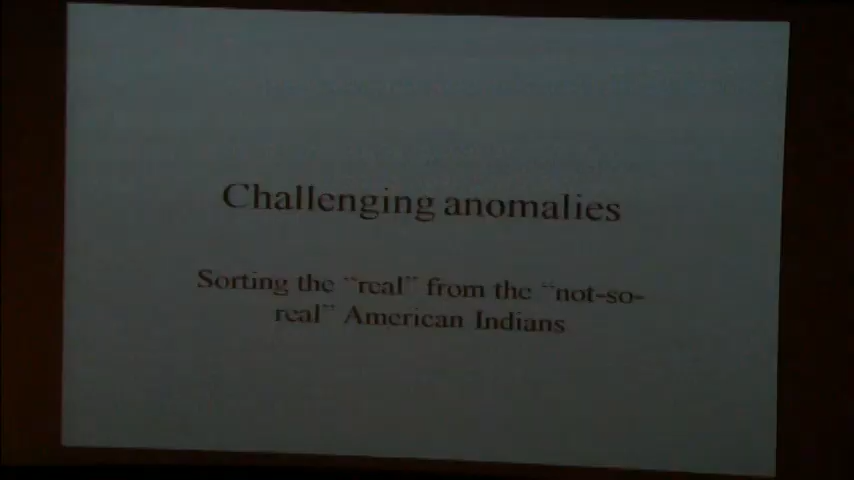 Challenging anomalies
Sorting the “real” from the “not-so-
real” American Indians